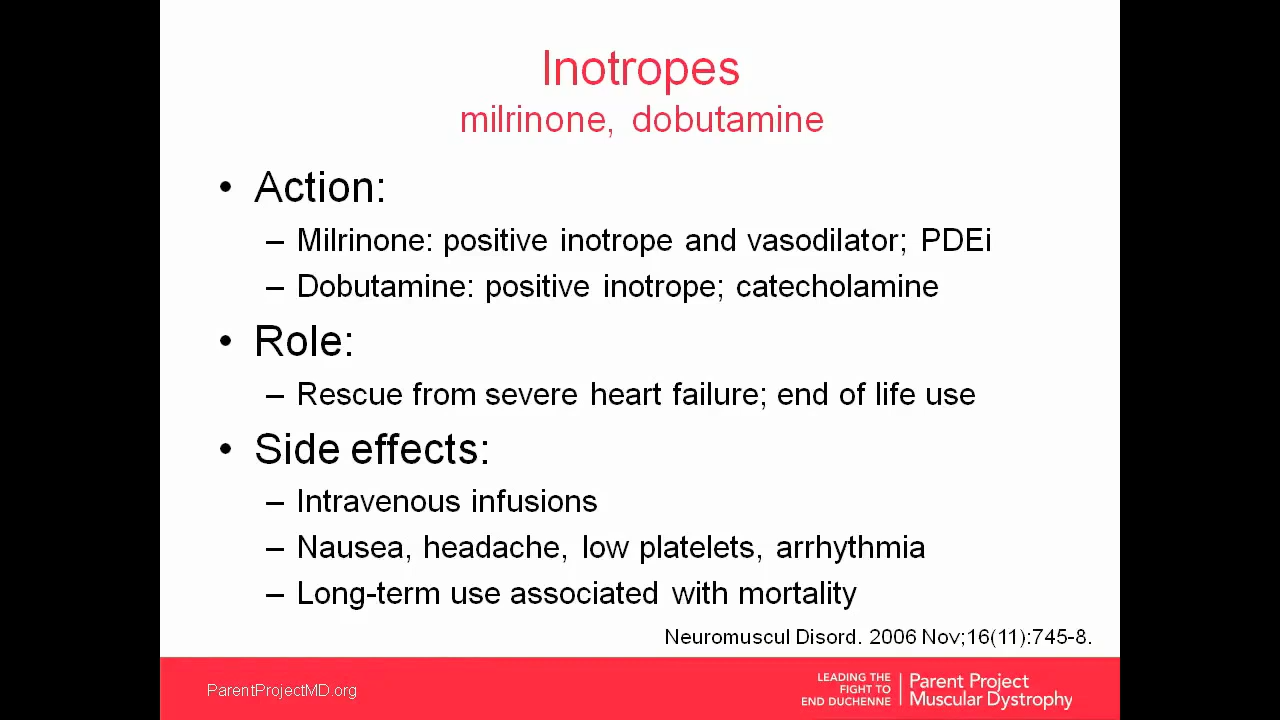 Inotropes
milrinone, dobutamine
• Action:
– Milrinone: positive inotrope and vasodilator; PDEi
– Dobutamine: positive inotrope; catecholamine
• Role:
– Rescue from severe heart failure; end of life use
• Side effects:
– Intravenous infusions
– Nausea, headache, low platelets, arrhythmia
– Long-term use associated with mortality
Neuromuscul Disord. 2006 Nov;16(11):745-8.
ParentProjectMD.org
LEADING THE
FIGHT TO
END DUCHENNE
Parent Project
Muscular Dystrophy